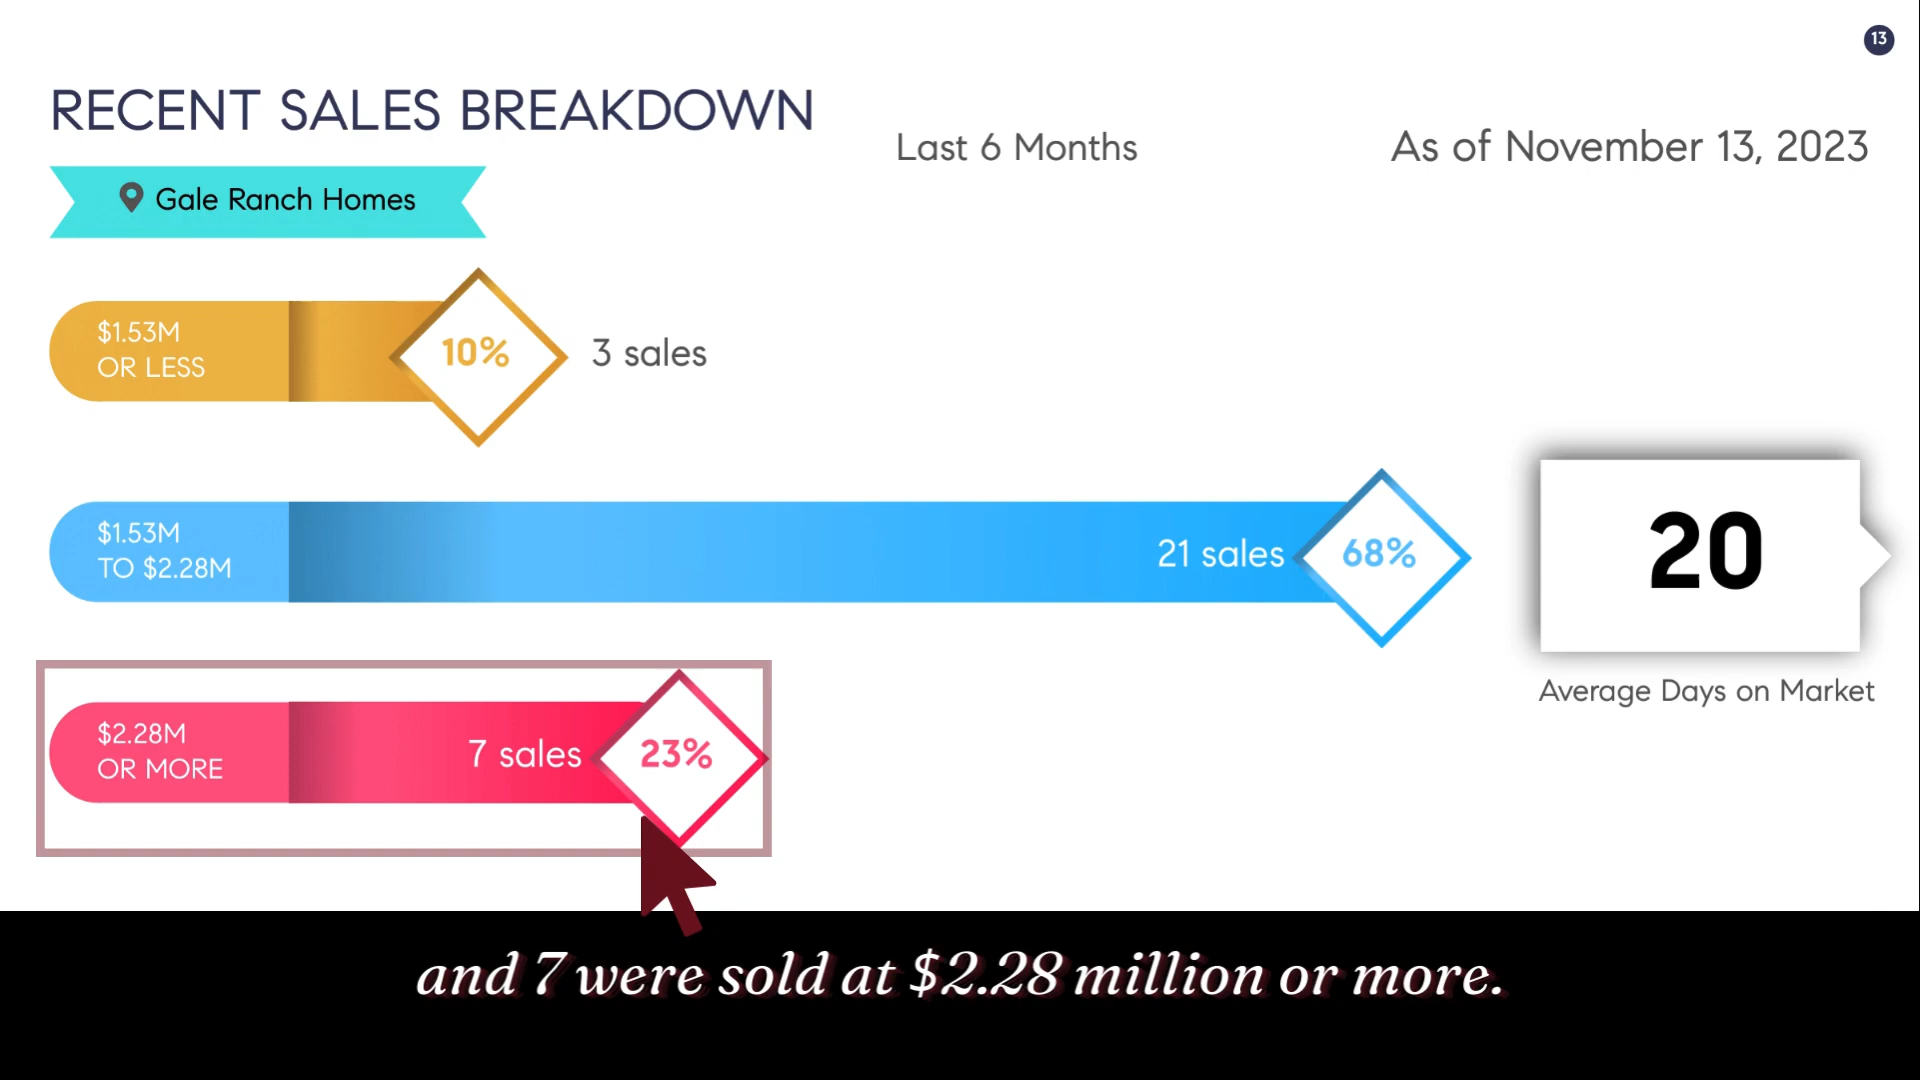 13
RECENT SALES BREAKDOWN
Last 6 Months
As of November 13, 2023
Gale Ranch Homes
$1.53M
OR LESS
10%
3 sales
$1.53M
TO $2.28M
21 sales
68%
20
Average Days on Market
$2.28M
OR MORE
7 sales
23%
and 7 were sold at $2.28 million or more.